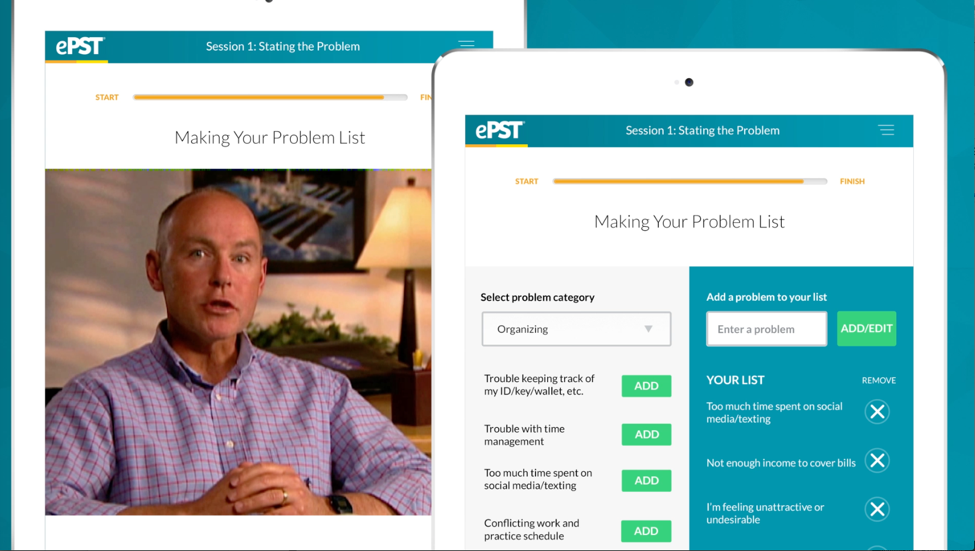 ePST
Session 1: Stating the Problem
START
FIN
Making Your Problem List
ePST
Session 1: Stating the Problem
START
FINISH
Making Your Problem List
Select problem category
Organizing
Trouble keeping track of
my ID/key/wallet, etc.
ADD
Trouble with time
management
ADD
Too much time spent on
social media/texting
ADD
Conflicting work and
practice schedule
ADD
Add a problem to your list
Enter a problem
ADD/EDIT
YOUR LIST
REMOVE
Too much time spent on social
media/texting
Not enough income to cover bills
I'm feeling unattractive or
undesirable